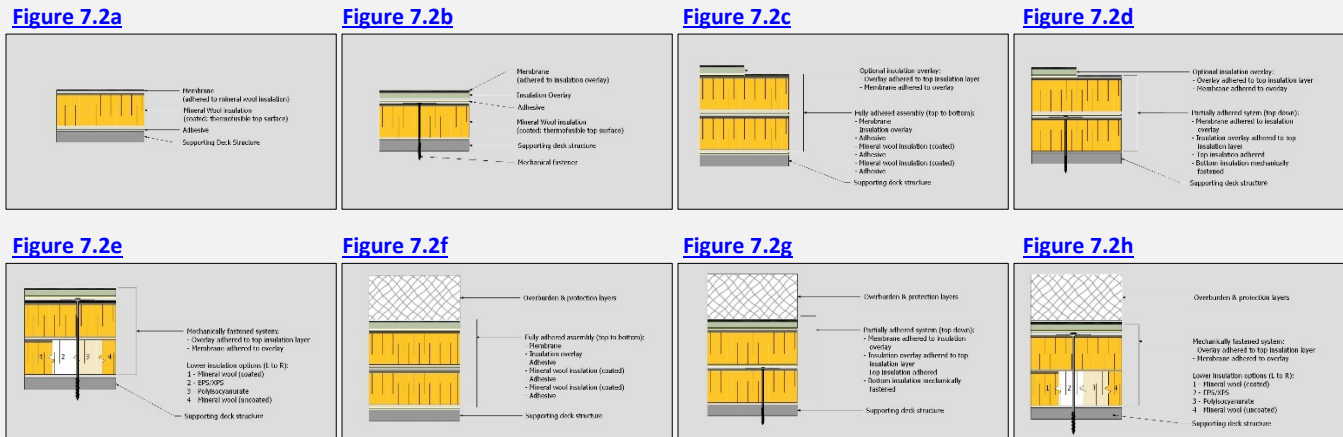 Figure 7.2a
Membrane
(adhered to mineral wool insulation)
Mineral Wool insulation
(coated; thermofusible top surface)
Adhesive
Supporting Deck Structure
Figure 7.2b
Membrane
(adhered to insulation overlay)
Insulation Overlay
Adhesive
Mineral Wool insulation
(coated; thermofusible top surface)
Supporting deck structure
Mechanical fastener
Figure 7.2c
Optional insulation overlay:
- Overlay adhered to top insulation layer
- Membrane adhered to overlay
Fully adhered assembly (top to bottom):
- Membrane
Insulation overlay
- Adhesive
- Mineral wool insulation (coated)
- Adhesive
- Mineral wool insulation (coated)
- Adhesive
Supporting deck structure
Figure 7.2d
Optional insulation overlay:
- Overlay adhered to top insulation layer
- Membrane adhered to overlay
Partially adhered sytem (top down):
- Membrane adhered to insulation
overlay
- Insulation overlay adhered to top
insulation layer
- Top insulation adhered
- Bottom insulation mechanically
fastened
Supporting deck structure
Figure 7.2e
Mechanically fastened system:
- Overlay adhered to top insulation layer
- Membrane adhered to overlay
Lower insulation options (L to R):
1 - Mineral wool (coated)
2 - EPS/XPS
3 - Polyisocyanurate
4 Mineral wool (uncoated)
Supporting deck structure
1 2 3 4
Figure 7.2f
Overburden & protection layers
Fully adhered assembly (top to bottom):
- Membrane
- Insulation overlay
Adhesive
- Mineral wool insulation (coated)
Adhesive
- Mineral wool insulation (coated)
- Adhesive
Supporting deck structure
Figure 7.2g
Overburden & protection layers
Partially adhered system (top down):
- Membrane adhered to insulation
overlay
- Insulation overlay adhered to top
insulation layer
Top insulation adhered
- Bottom insulation mechanically
fastened
Supporting deck structure
Figure 7.2h
Overburden & protection layers
Mechanically fastened system:
Overlay adhered to top insulation layer
- Membrane adhered to overlay
Lower insulation options (L to R):
1 - Mineral wool (coated)
2 - EPS/XPS
3 - Polyisocyanurate
4 Mineral wool (uncoated)
Supporting deck structure
1 2 3 4